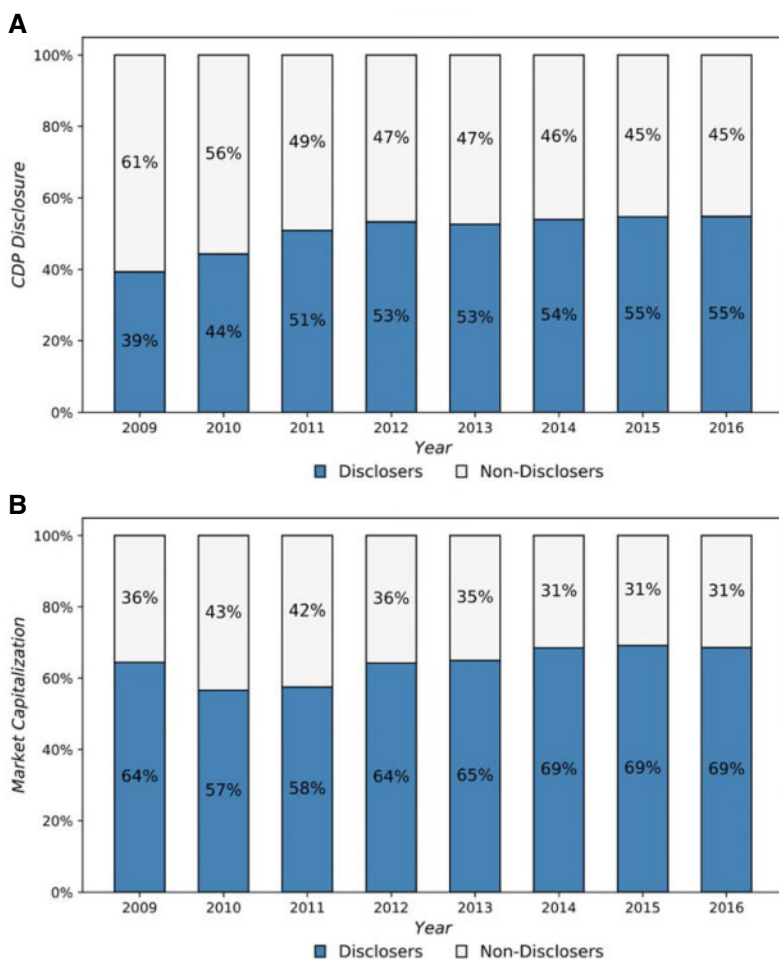 A
100%
80%
60%
40%
20%
0%
CDP Disclosure
61% 56% 49% 47% 47% 46% 45% 45%
39% 44% 51% 53% 53% 54% 55% 55%
2009 2010 2011 2012 2013 2014 2015 2016
Year
Disclosers Non-Disclosers
B
100%
80%
60%
40%
20%
0%
Market Capitalization
36% 43% 42% 36% 35% 31% 31% 31%
64% 57% 58% 64% 65% 69% 69% 69%
2009 2010 2011 2012 2013 2014 2015 2016
Year
Disclosers Non-Disclosers